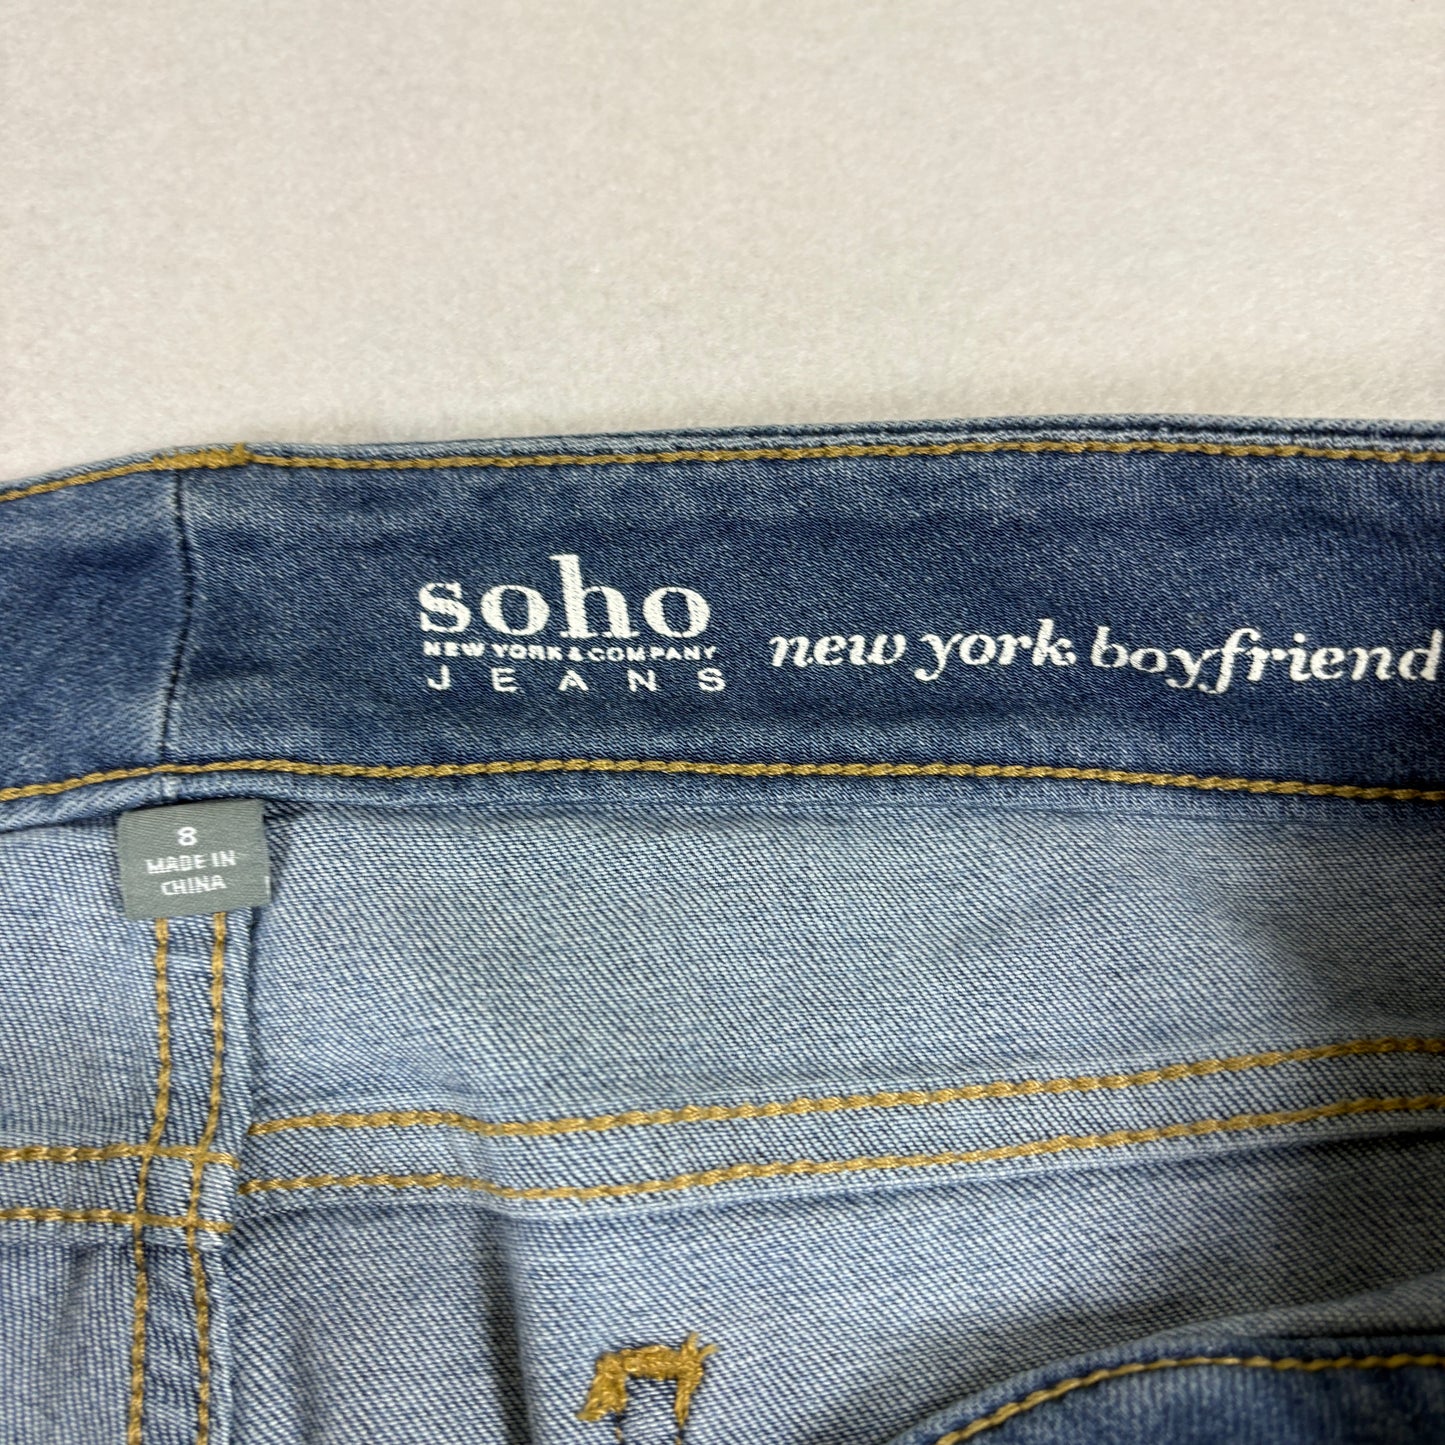 soho
NEW YORK & COMPANY
JEANS
new york boyfriend
8
MADE IN
CHINA